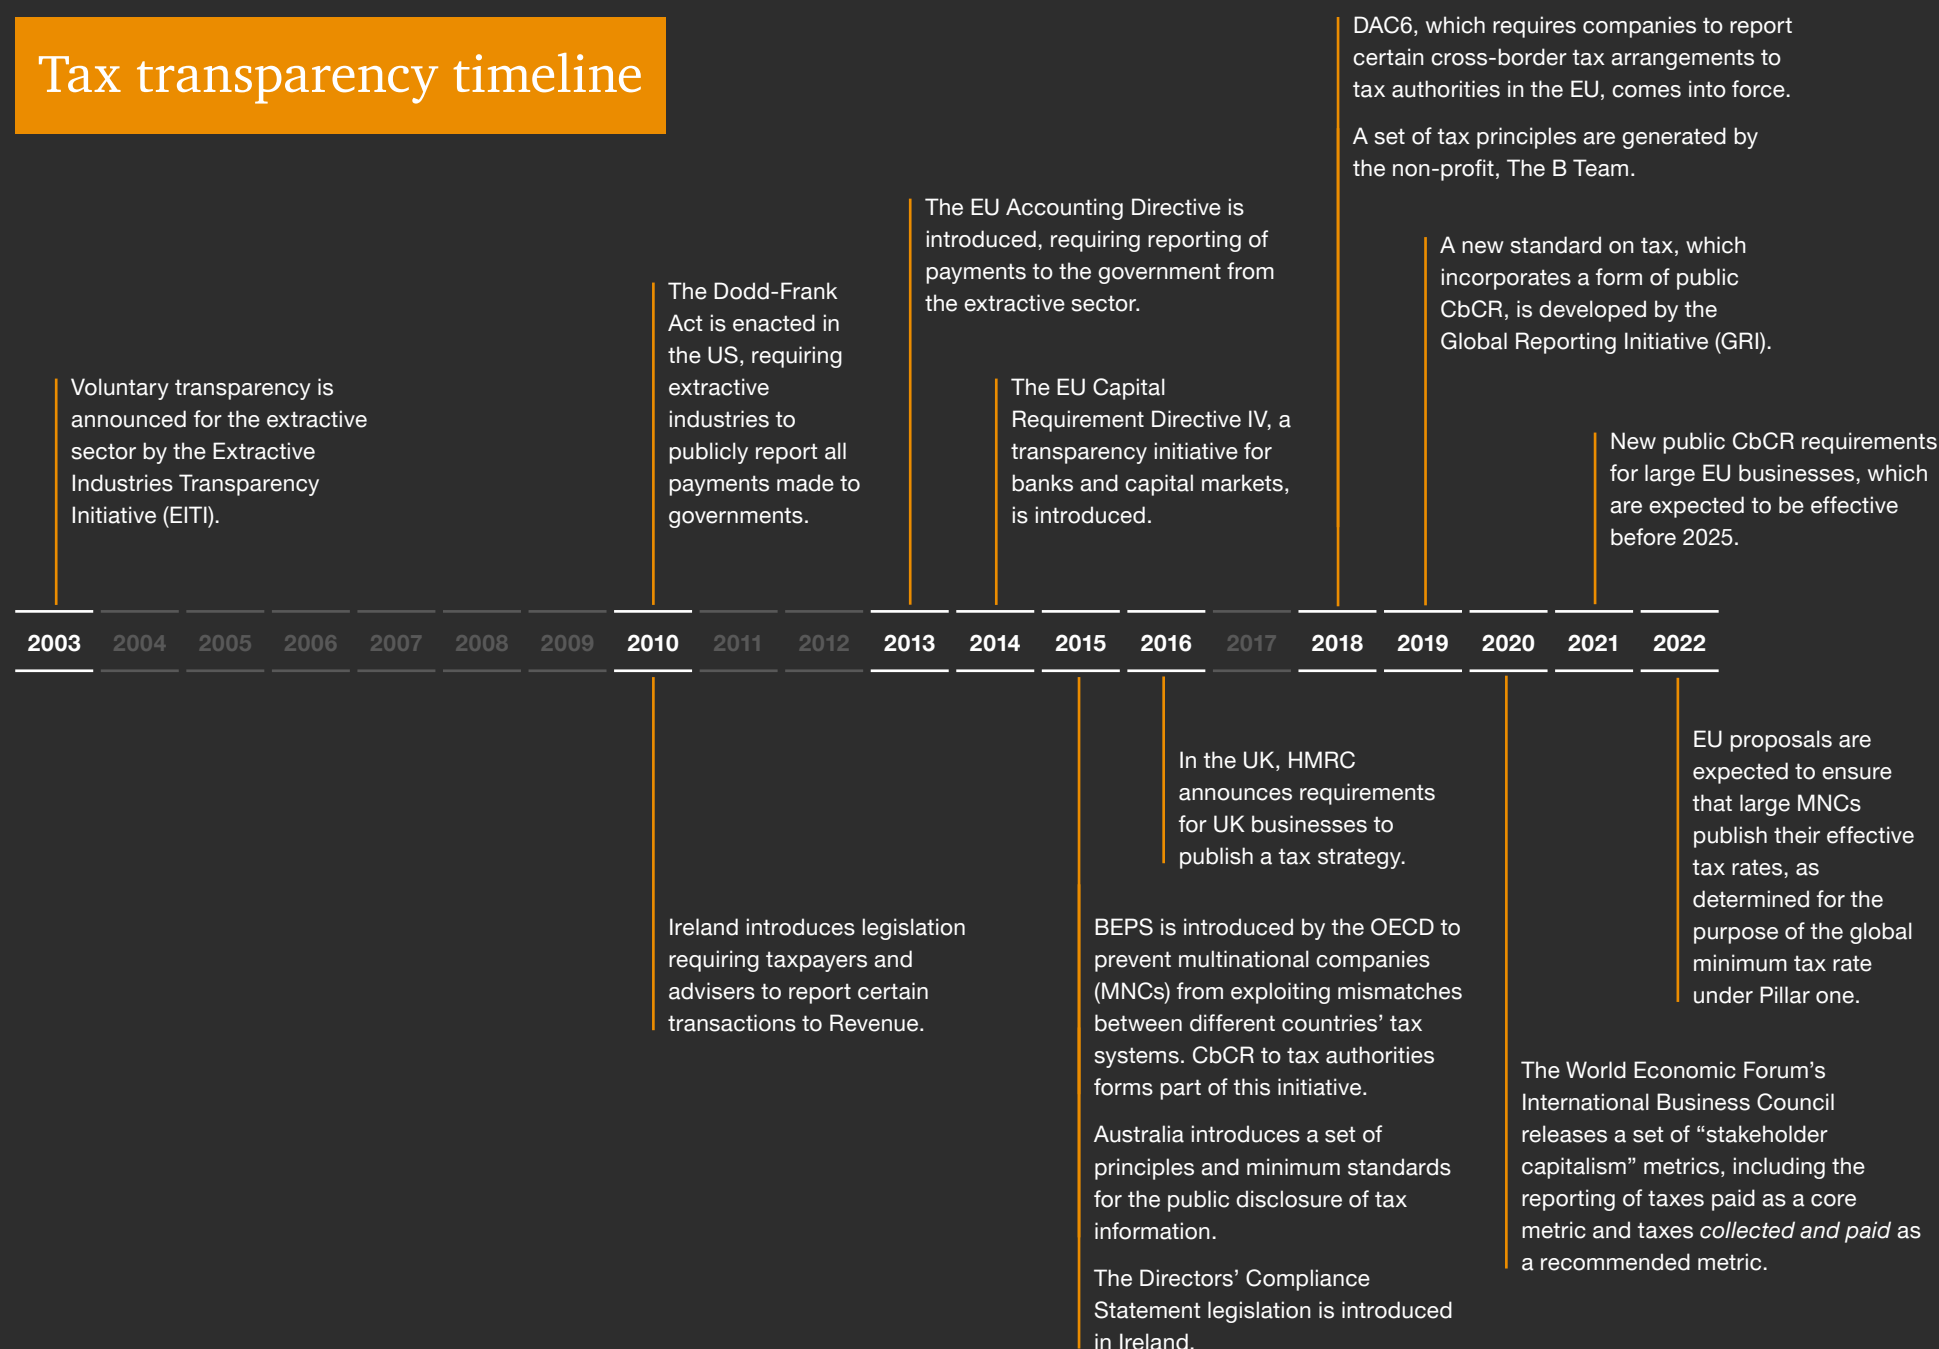 Tax transparency timeline
Voluntary transparency is
announced for the extractive
sector by the Extractive
Industries Transparency
Initiative (EITI).
The Dodd-Frank
Act is enacted in
the US, requiring
extractive
industries to
publicly report all
payments made to
governments.
The EU Accounting Directive is
introduced, requiring reporting of
payments to the government from
the extractive sector.
The EU Capital
Requirement Directive IV, a
transparency initiative for
banks and capital markets,
is introduced.
DAC6, which requires companies to report
certain cross-border tax arrangements to
tax authorities in the EU, comes into force.
A set of tax principles are generated by
the non-profit, The B Team.
A new standard on tax, which
incorporates a form of public
CbCR, is developed by the
Global Reporting Initiative (GRI).
New public CbCR requirements
for large EU businesses, which
are expected to be effective
before 2025.
2003 2004 2005 2006 2007 2008 2009 2010 2011 2012 2013 2014 2015 2016 2017 2018 2019 2020 2021 2022
Ireland introduces legislation
requiring taxpayers and
advisers to report certain
transactions to Revenue.
BEPS is introduced by the OECD to
prevent multinational companies
(MNCs) from exploiting mismatches
between different countries’ tax
systems. CbCR to tax authorities
forms part of this initiative.
Australia introduces a set of
principles and minimum standards
for the public disclosure of tax
information.
The Directors’ Compliance
Statement legislation is introduced
in Ireland.
In the UK, HMRC
announces requirements
for UK businesses to
publish a tax strategy.
The World Economic Forum’s
International Business Council
releases a set of “stakeholder
capitalism” metrics, including the
reporting of taxes paid as a core
metric and taxes collected and paid as
a recommended metric.
EU proposals are
expected to ensure
that large MNCs
publish their effective
tax rates, as
determined for the
purpose of the global
minimum tax rate
under Pillar one.